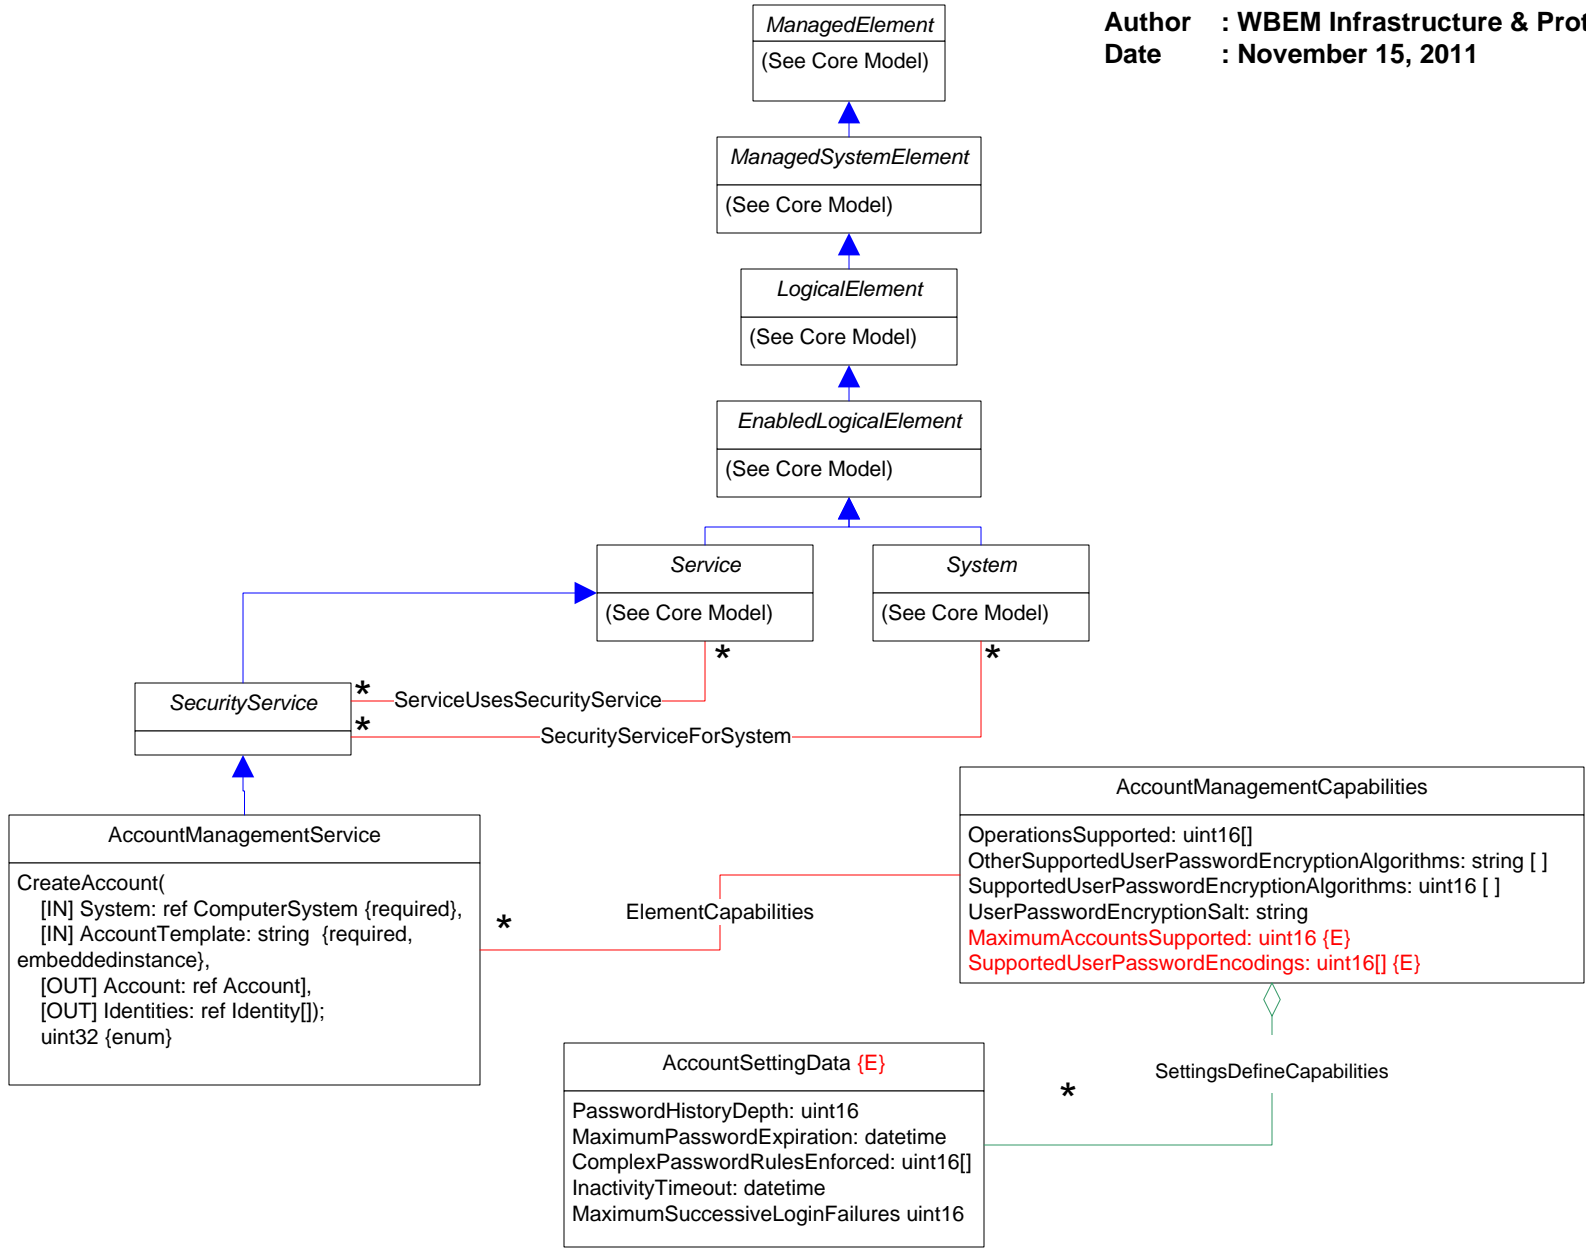 Author : WBEM Infrastructure & Prot
Date : November 15, 2011
ManagedElement
(See Core Model)
ManagedSystemElement
(See Core Model)
LogicalElement
(See Core Model)
EnabledLogicalElement
(See Core Model)
Service
(See Core Model)
System
(See Core Model)
*
*
SecurityService
*
ServiceUsesSecurityService
*
SecurityServiceForSystem
AccountManagementService
CreateAccount(
[IN] System: ref ComputerSystem {required},
[IN] AccountTemplate: string {required,
embeddedinstance},
[OUT] Account: ref Account],
[OUT] Identities: ref Identity[]);
uint32 {enum}
*
ElementCapabilities
AccountManagementCapabilities
OperationsSupported: uint16[]
OtherSupportedUserPasswordEncryptionAlgorithms: string [ ]
SupportedUserPasswordEncryptionAlgorithms: uint16 [ ]
UserPasswordEncryptionSalt: string
MaximumAccountsSupported: uint16 {E}
SupportedUserPasswordEncodings: uint16[] {E}
SettingsDefineCapabilities
*
AccountSettingData {E}
PasswordHistoryDepth: uint16
MaximumPasswordExpiration: datetime
ComplexPasswordRulesEnforced: uint16[]
InactivityTimeout: datetime
MaximumSuccessiveLoginFailures uint16